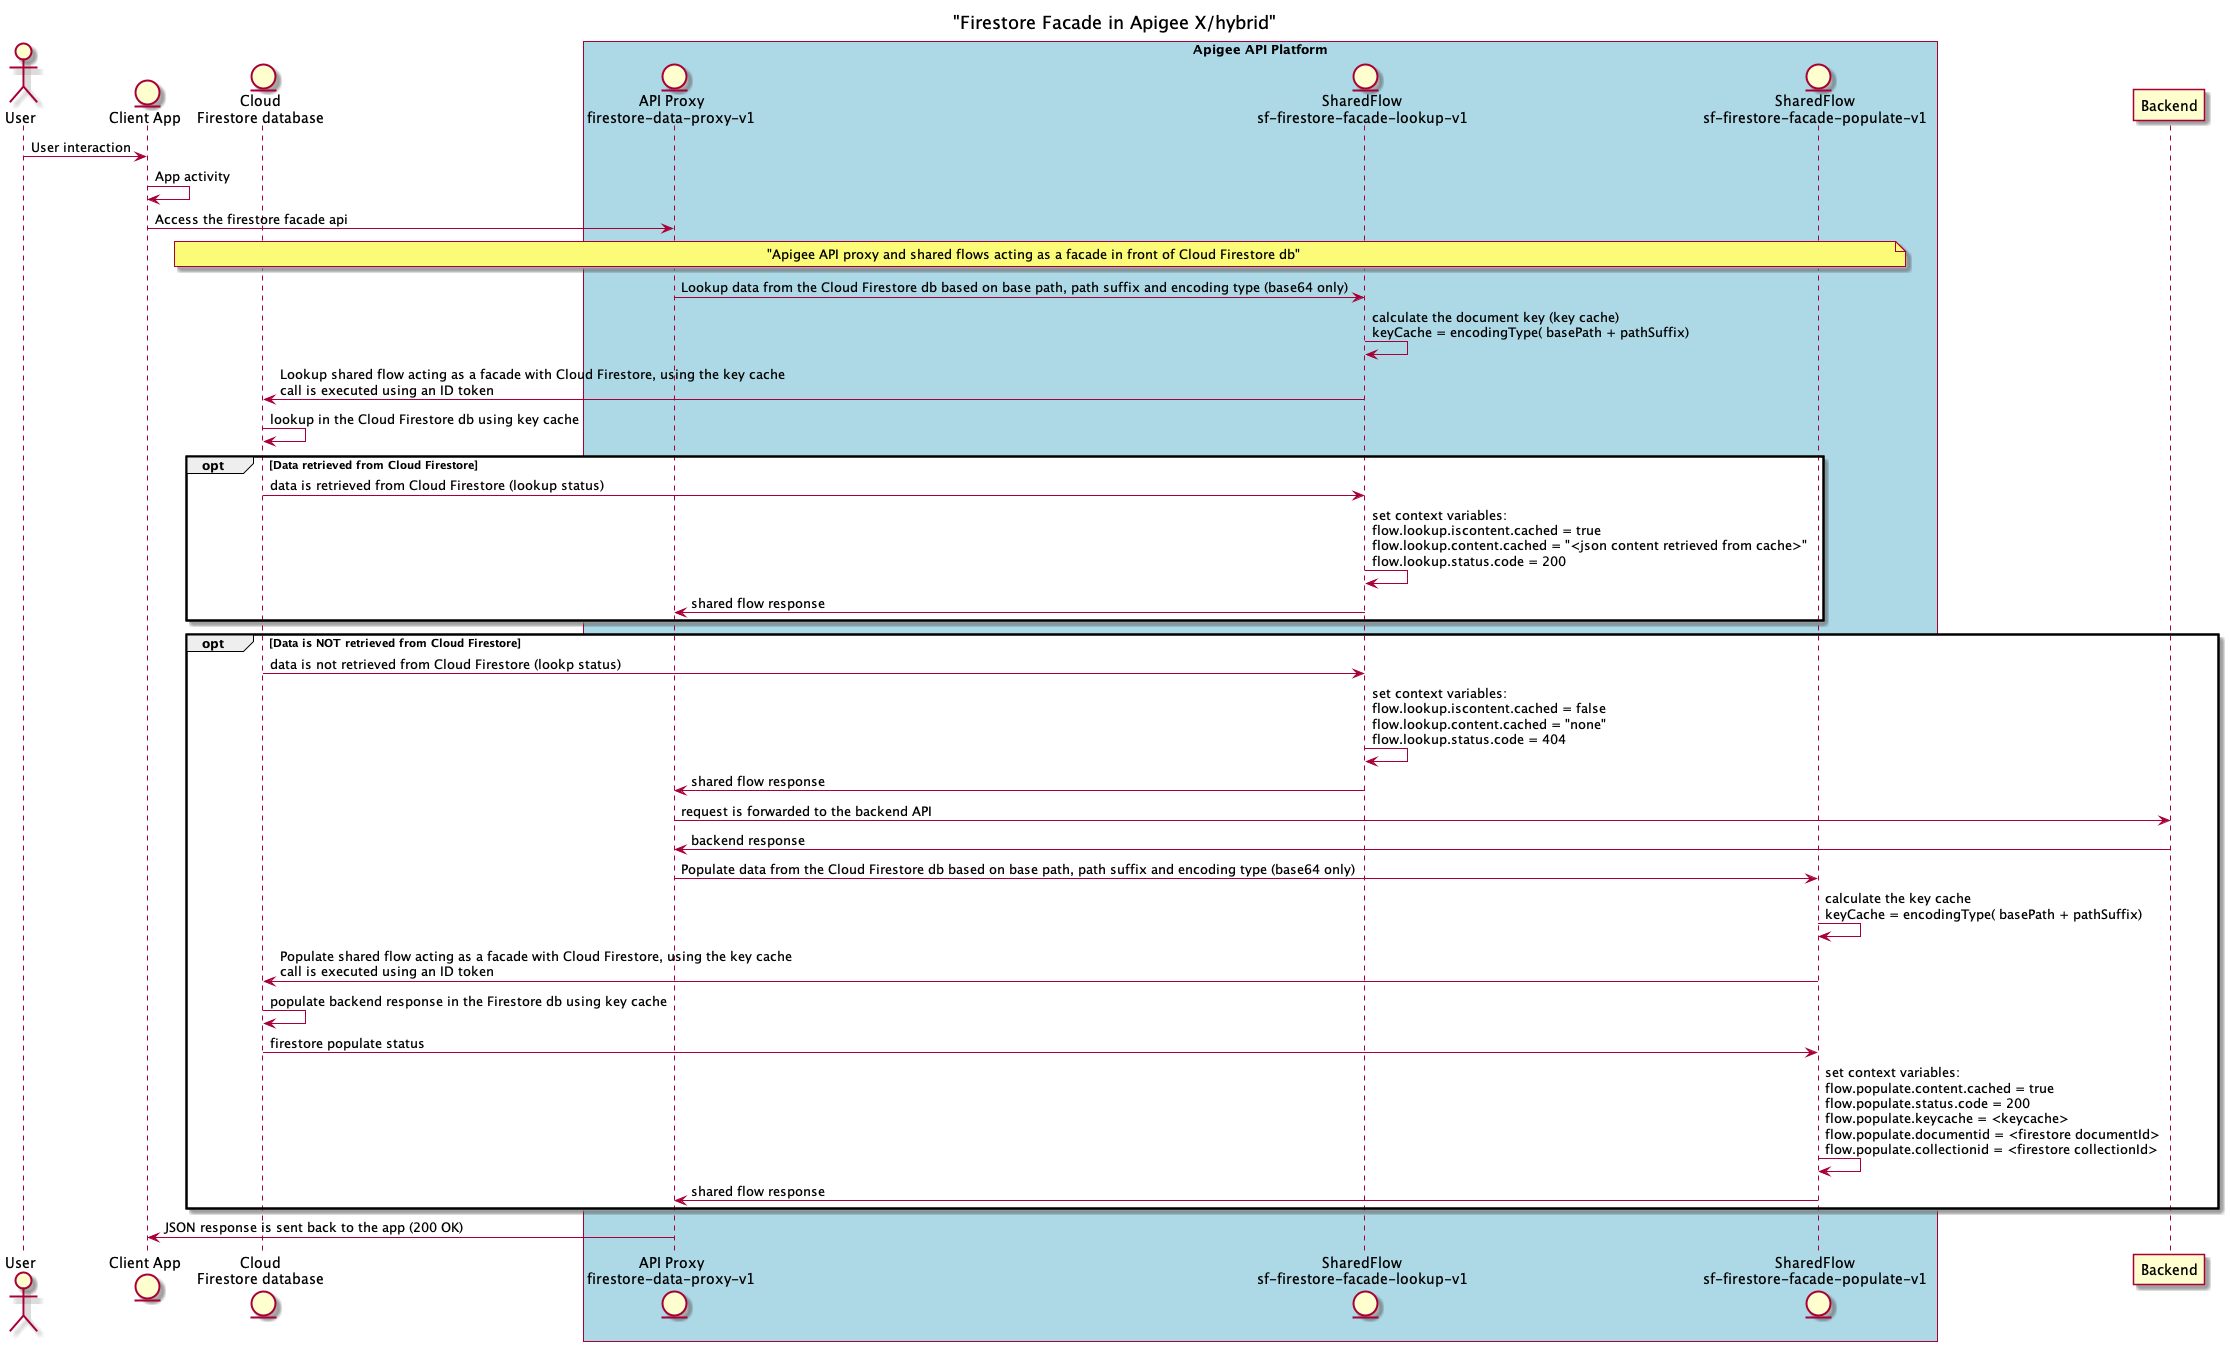 "Firestore Facade in Apigee X/hybrid"
Apigee API Platform
User
Client App
Cloud
Firestore database
API Proxy
firestore-data-proxy-v1
SharedFlow
sf-firestore-facade-lookup-v1
SharedFlow
sf-firestore-facade-populate-v1
Backend
User interaction
App activity
Access the firestore facade api
"Apigee API proxy and shared flows acting as a facade in front of Cloud Firestore db"
Lookup data from the Cloud Firestore db based on base path, path suffix and encoding type (base64 only)
calculate the document key (key cache)
keyCache = encodingType( basePath + pathSuffix)
Lookup shared flow acting as a facade with Cloud Firestore, using the key cache
call is executed using an ID token
lookup in the Cloud Firestore db using key cache
opt
[Data retrieved from Cloud Firestore]
data is retrieved from Cloud Firestore (lookup status)
set context variables:
flow.lookup.iscontent.cached = true
flow.lookup.content.cached = "<json content retrieved from cache>"
flow.lookup.status.code = 200
shared flow response
opt
[Data is NOT retrieved from Cloud Firestore]
data is not retrieved from Cloud Firestore (lookp status)
set context variables:
flow.lookup.iscontent.cached = false
flow.lookup.content.cached = "none"
flow.lookup.status.code = 404
shared flow response
request is forwarded to the backend API
backend response
Populate data from the Cloud Firestore db based on base path, path suffix and encoding type (base64 only)
calculate the key cache
keyCache = encodingType( basePath + pathSuffix)
Populate shared flow acting as a facade with Cloud Firestore, using the key cache
call is executed using an ID token
populate backend response in the Firestore db using key cache
firestore populate status
set context variables:
flow.populate.content.cached = true
flow.populate.status.code = 200
flow.populate.keycache = <keycache>
flow.populate.documentid = <firestore documentId>
flow.populate.collectionid = <firestore collectionId>
shared flow response
JSON response is sent back to the app (200 OK)
User
Client App
Cloud
Firestore database
API Proxy
firestore-data-proxy-v1
SharedFlow
sf-firestore-facade-lookup-v1
SharedFlow
sf-firestore-facade-populate-v1
Backend